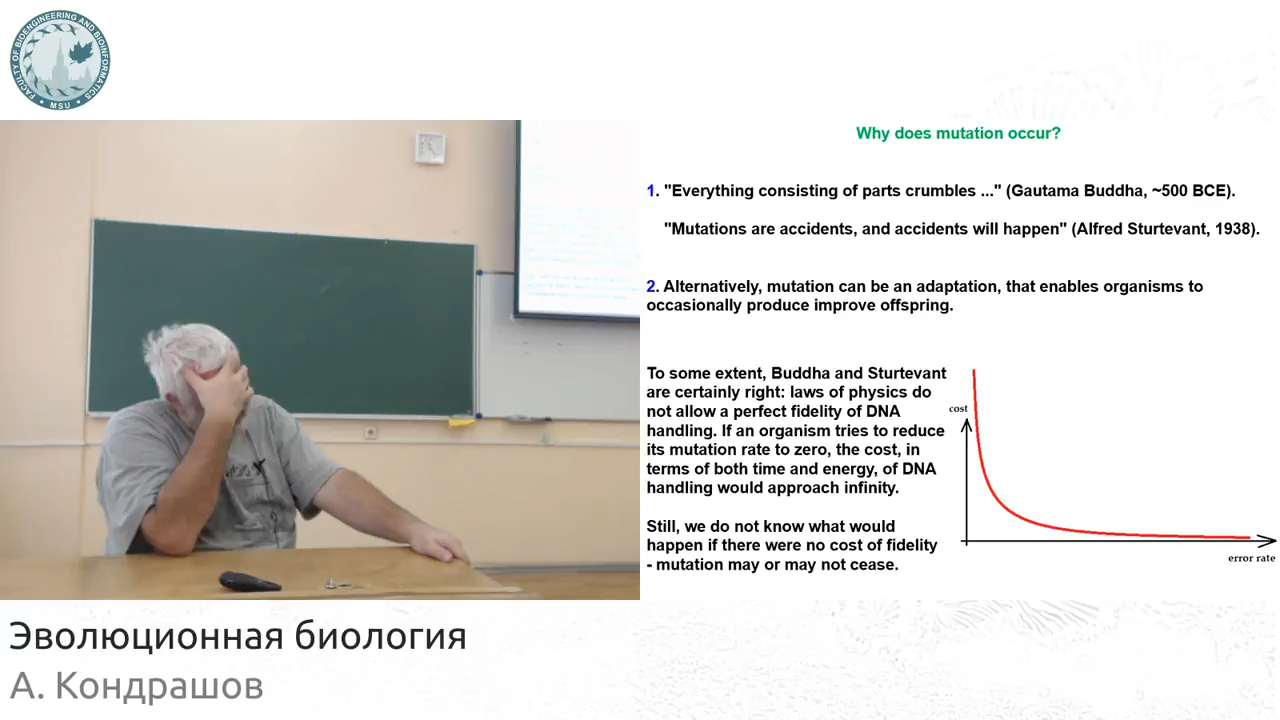 FACULTY OF BIOENGINEERING AND BIOINFORMATICS
MSU
Why does mutation occur?
1. "Everything consisting of parts crumbles ..." (Gautama Buddha, ~500 BCE).
"Mutations are accidents, and accidents will happen" (Alfred Sturtevant, 1938).
2. Alternatively, mutation can be an adaptation, that enables organisms to
occasionally produce improve offspring.
To some extent, Buddha and Sturtevant
are certainly right: laws of physics do
not allow a perfect fidelity of DNA
handling. If an organism tries to reduce
its mutation rate to zero, the cost, in
terms of both time and energy, of DNA
handling would approach infinity.
Still, we do not know what would
happen if there were no cost of fidelity
- mutation may or may not cease.
cost
error rate
Эволюционная биология
А. Кондрашов